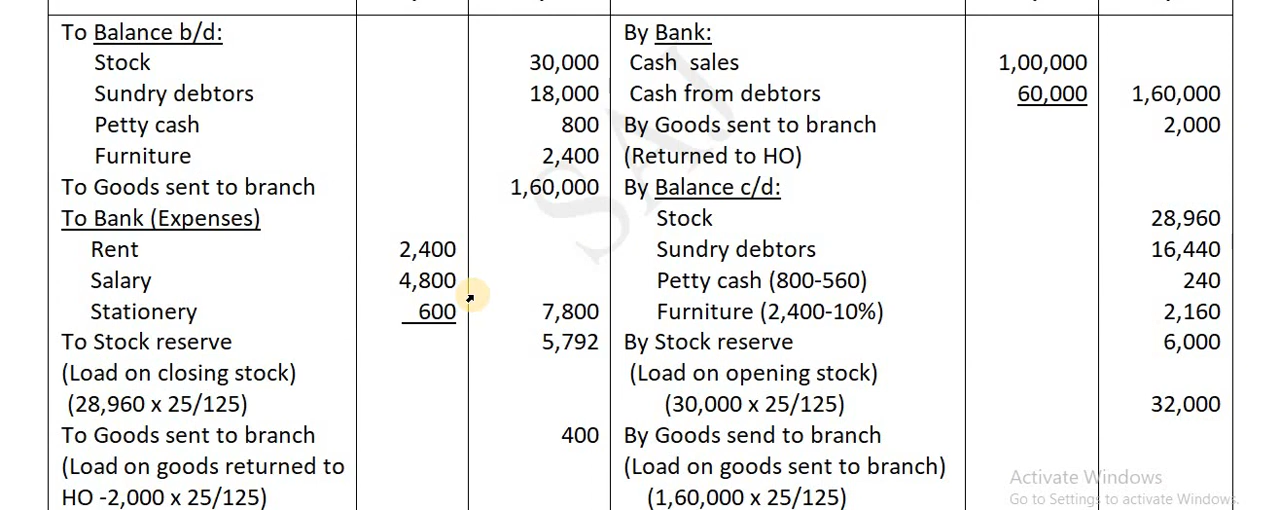 To Balance b/d:
Stock 30,000
Sundry debtors 18,000
Petty cash 800
Furniture 2,400
To Goods sent to branch 1,60,000
To Bank (Expenses)
Rent 2,400
Salary 4,800
Stationery 600 7,800
To Stock reserve 5,792
(Load on closing stock)
(28,960 x 25/125)
To Goods sent to branch 400
(Load on goods returned to
HO -2,000 x 25/125)
By Bank:
Cash sales 1,00,000
Cash from debtors 60,000 1,60,000
By Goods sent to branch 2,000
(Returned to HO)
By Balance c/d:
Stock 28,960
Sundry debtors 16,440
Petty cash (800-560) 240
Furniture (2,400-10%) 2,160
By Stock reserve 6,000
(Load on opening stock)
(30,000 x 25/125) 32,000
By Goods send to branch
(Load on goods sent to branch)
(1,60,000 x 25/125)
Activate Windows
Go to Settings to activate Windows.